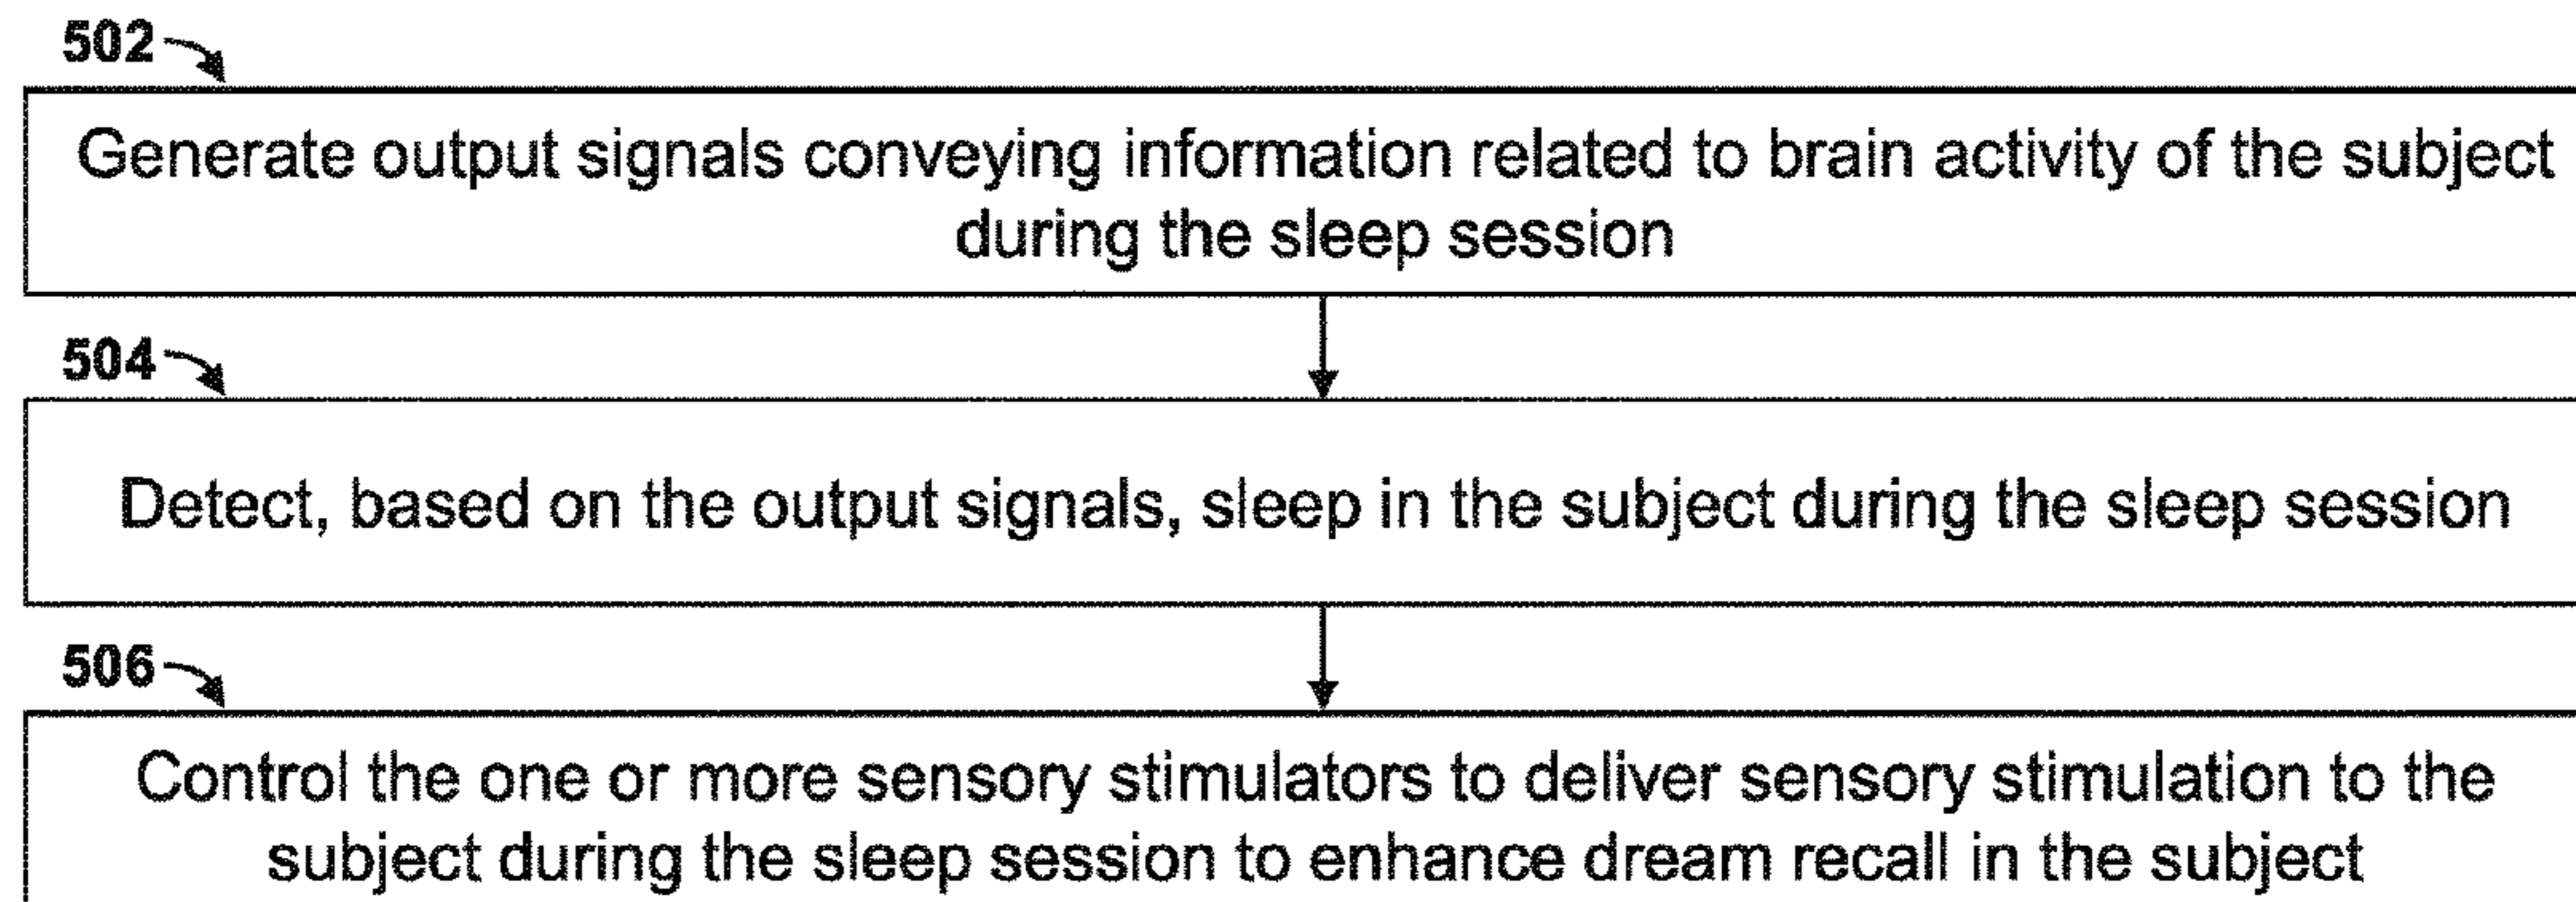 502
Generate output signals conveying information related to brain activity of the subject
during the sleep session
504
Detect, based on the output signals, sleep in the subject during the sleep session
506
Control the one or more sensory stimulators to deliver sensory stimulation to the
subject during the sleep session to enhance dream recall in the subject